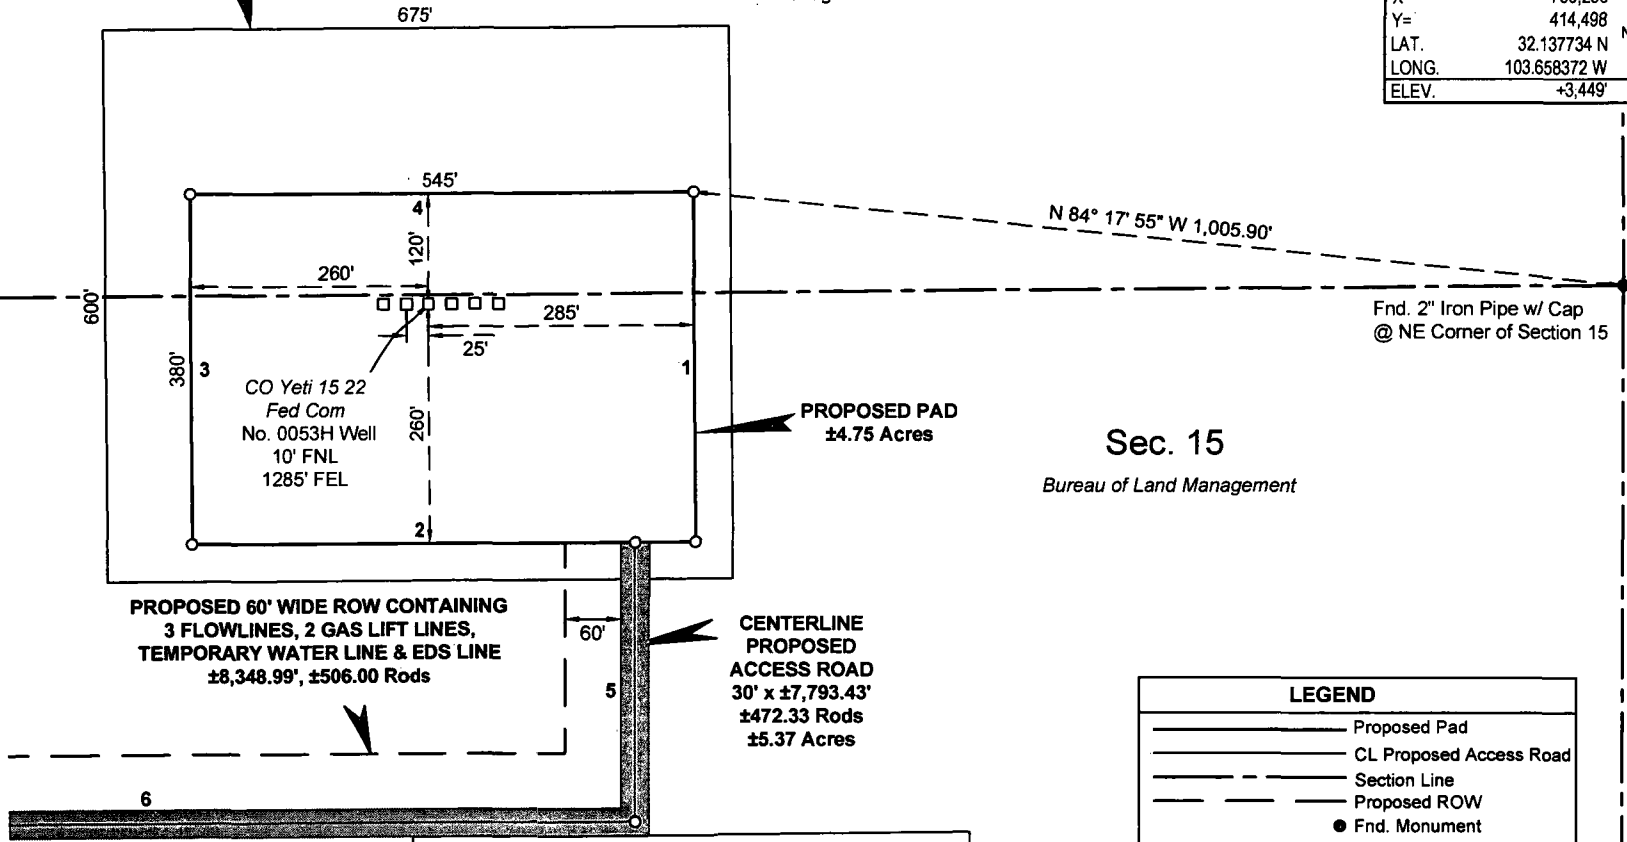 675'
Y= 414,498
LAT. 32.137734 N
LONG. 103.658372 W
ELEV. +3,449'
545'
4
120'
260'
N 84° 17' 55" W 1,005.90'
600'
285'
25'
Fnd. 2" Iron Pipe w/ Cap
@ NE Corner of Section 15
380'
3
1
CO Yeti 15 22
Fed Com
No. 0053H Well
10' FNL
1285' FEL
260'
PROPOSED PAD
±4.75 Acres
Sec. 15
Bureau of Land Management
2
PROPOSED 60' WIDE ROW CONTAINING
3 FLOWLINES, 2 GAS LIFT LINES,
TEMPORARY WATER LINE & EDS LINE
±8,348.99', ±506.00 Rods
60'
CENTERLINE
PROPOSED
ACCESS ROAD
30' x ±7,793.43'
±472.33 Rods
±5.37 Acres
5
6
LEGEND
Proposed Pad
CL Proposed Access Road
Section Line
Proposed ROW
Fnd. Monument